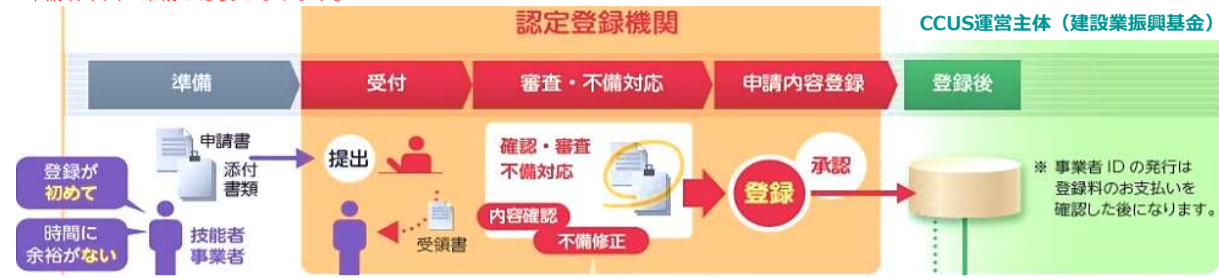 認定登録機関
CCUS運営主体（建設業振興基金）
準備
受付
審査・不備対応
申請内容登録
登録後
申請書
添付
書類
登録が
初めて
時間に
余裕がない
技能者
事業者
提出
受領書
確認・審査
不備対応
内容確認
不備修正
登録
承認
※ 事業者 ID の発行は
登録料のお支払いを
確認した後になります。